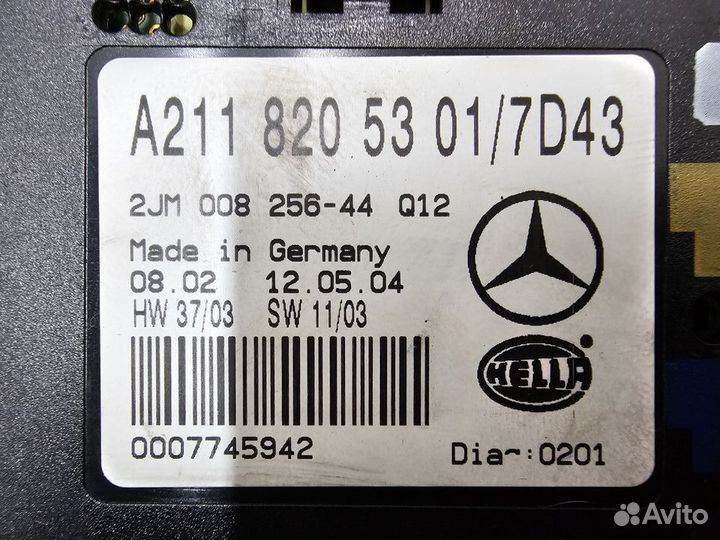 A211 820 53 01/7D43
2JM 008 256-44 Q12
Made in Germany
08.02 12.05.04
HW 37/03 SW 11/03
HELLA
0007745942
Dia~:0201
Avito